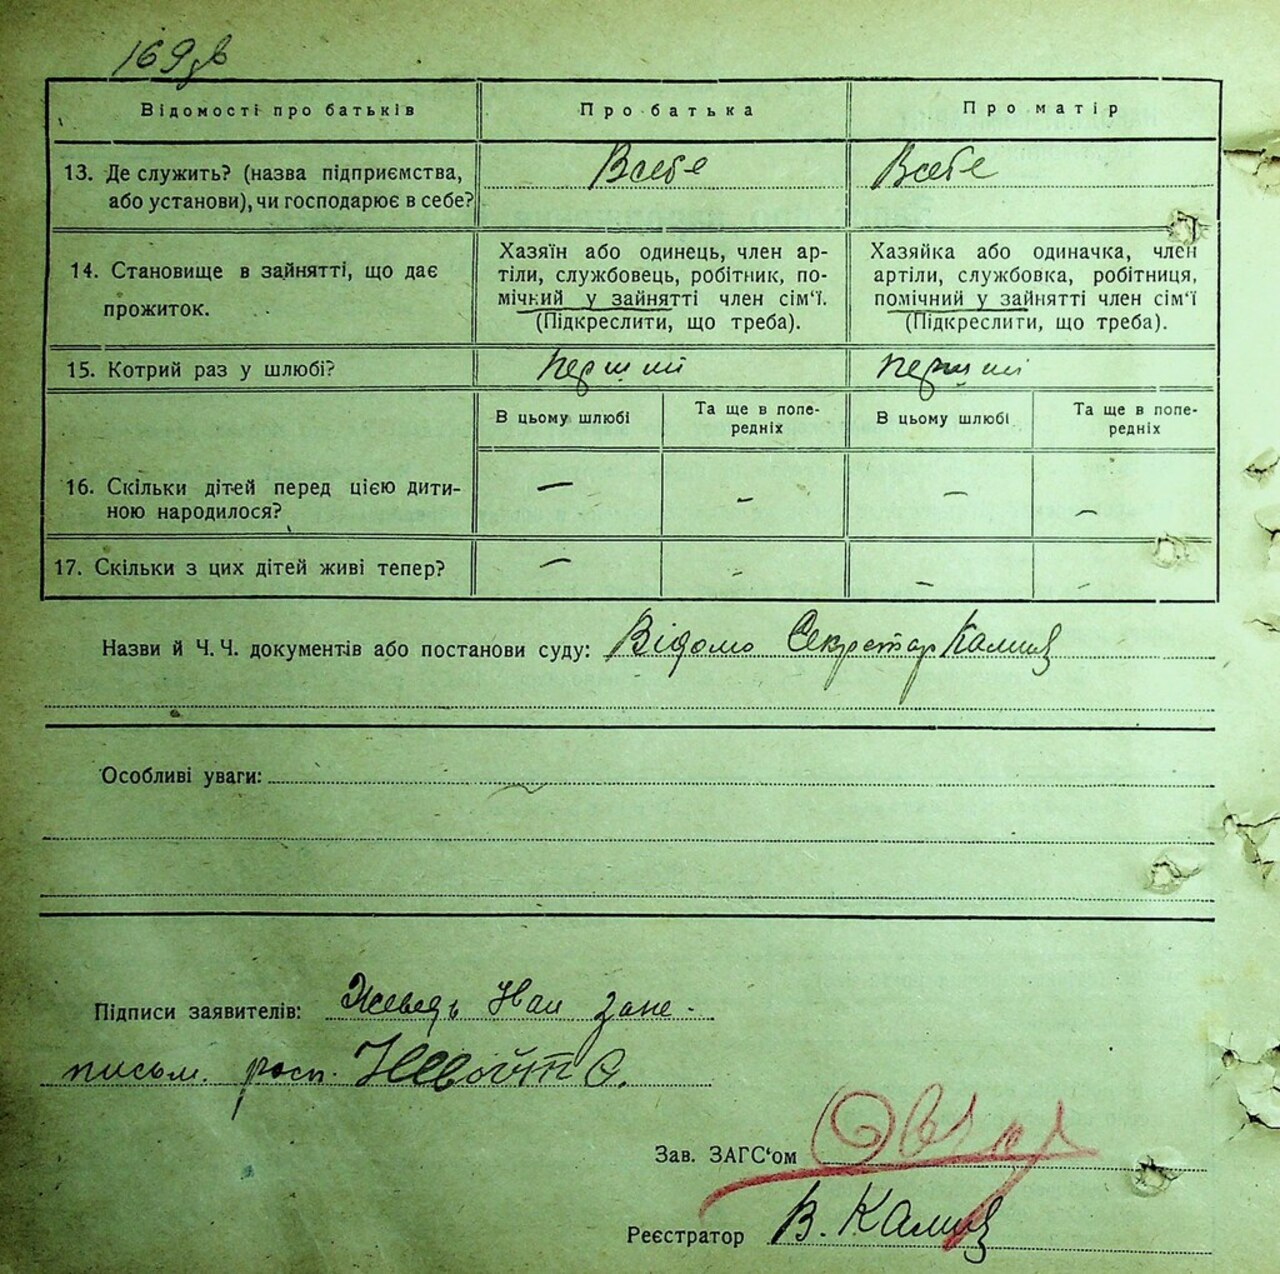 169 зв
Відомості про батьків Про батька Про матір
13. Де служить? (назва підприємства, Всебе Всебе
або установи), чи господарює в себе?
Хазяїн або одинець, член ар- Хазяйка або одиначка, член
14. Становище в зайнятті, що дає тіли, службовець, робітник, по- артіли, службовка, робітниця,
прожиток. мічний у зайнятті член сім'ї. помічний у зайнятті член сім'ї
(Підкреслити, що треба). (Підкреслити, що треба).
15. Котрий раз у шлюбі? перший перший
В цьому шлюбі Та ще в попе- В цьому шлюбі Та ще в попе-
редніх редніх
16. Скільки дітей перед цією дити- — — — —
ною народилося?
17. Скільки з цих дітей живі тепер? — — — —
Назви й Ч. Ч. документів або постанови суду: Відомо Секретар
Особливі уваги:
Підписи заявителів:
письм. росп.
Зав. ЗАГС'ом
Реєстратор В.